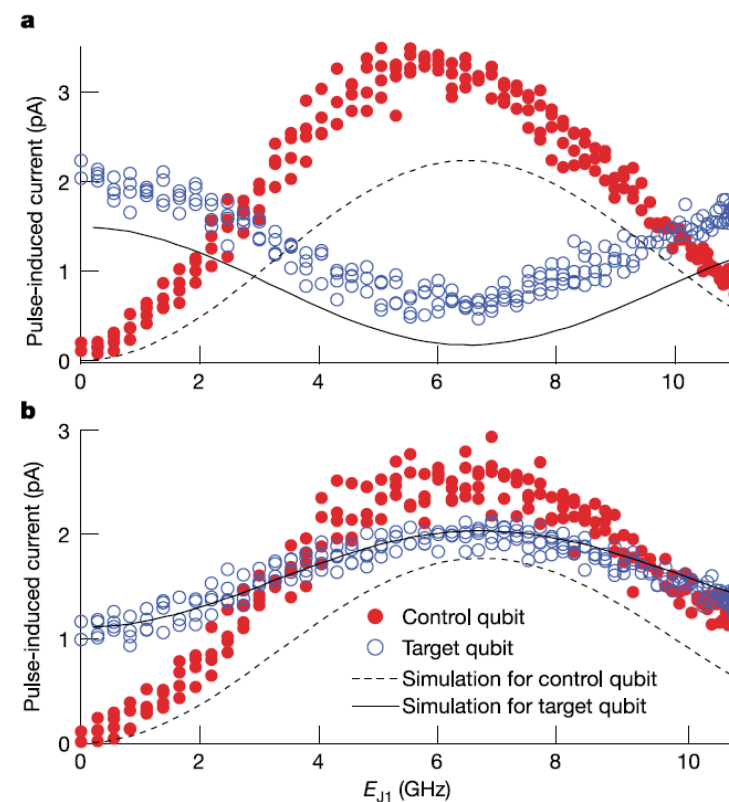 a
Pulse-induced current (pA)
3
2
1
0
0 2 4 6 8 10
b
Pulse-induced current (pA)
3
2
1
0
Control qubit
Target qubit
Simulation for control qubit
Simulation for target qubit
0 2 4 6 8 10
EJ1 (GHz)